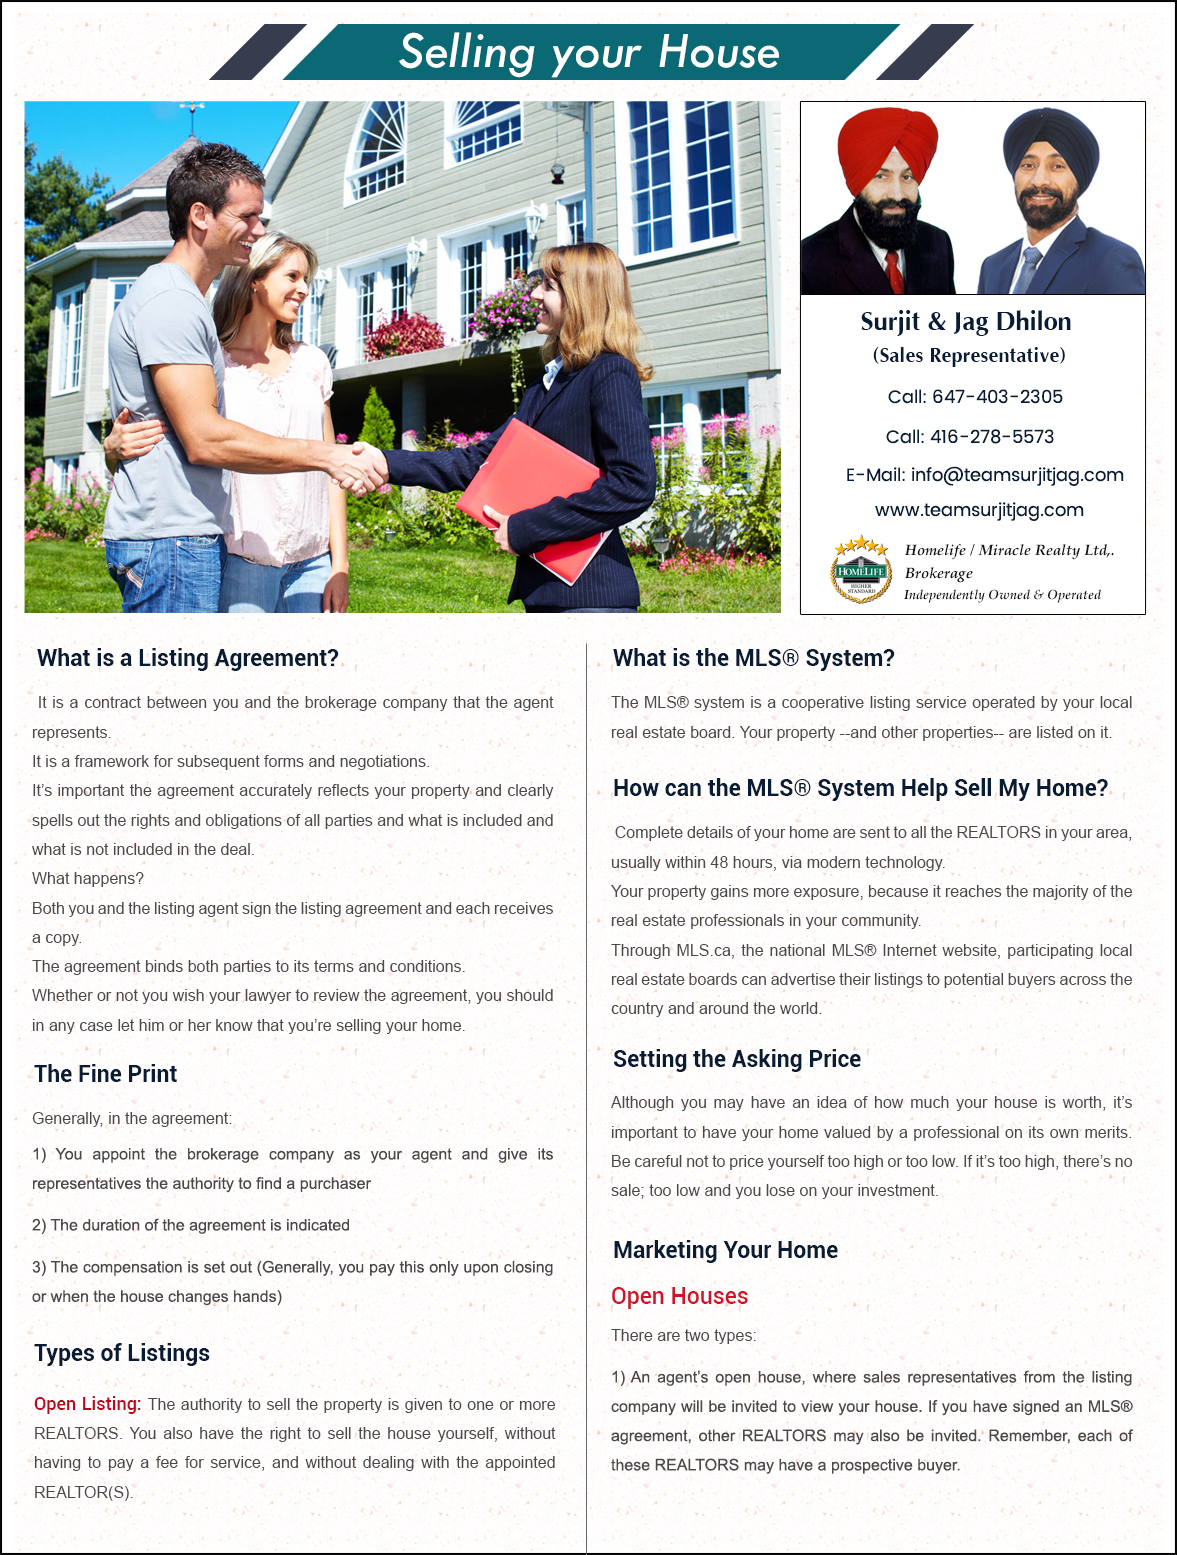 Selling your House
Surjit & Jag Dhilon
(Sales Representative)
Call: 647-403-2305
Call: 416-278-5573
E-Mail: info@teamsurjitjag.com
www.teamsurjitjag.com
HOMELIFE
HIGHER
STANDARD
Homelife / Miracle Realty Ltd,.
Brokerage
Independently Owned & Operated
What is a Listing Agreement?
It is a contract between you and the brokerage company that the agent
represents.
It is a framework for subsequent forms and negotiations.
It's important the agreement accurately reflects your property and clearly
spells out the rights and obligations of all parties and what is included and
what is not included in the deal.
What happens?
Both you and the listing agent sign the listing agreement and each receives
a copy.
The agreement binds both parties to its terms and conditions.
Whether or not you wish your lawyer to review the agreement, you should
in any case let him or her know that you're selling your home.
The Fine Print
Generally, in the agreement:
1) You appoint the brokerage company as your agent and give its
representatives the authority to find a purchaser
2) The duration of the agreement is indicated
3) The compensation is set out (Generally, you pay this only upon closing
or when the house changes hands)
Types of Listings
Open Listing: The authority to sell the property is given to one or more
REALTORS. You also have the right to sell the house yourself, without
having to pay a fee for service, and without dealing with the appointed
REALTOR(S).
What is the MLS® System?
The MLS® system is a cooperative listing service operated by your local
real estate board. Your property --and other properties-- are listed on it.
How can the MLS® System Help Sell My Home?
Complete details of your home are sent to all the REALTORS in your area,
usually within 48 hours, via modern technology.
Your property gains more exposure, because it reaches the majority of the
real estate professionals in your community.
Through MLS.ca, the national MLS® Internet website, participating local
real estate boards can advertise their listings to potential buyers across the
country and around the world.
Setting the Asking Price
Although you may have an idea of how much your house is worth, it's
important to have your home valued by a professional on its own merits.
Be careful not to price yourself too high or too low. If it's too high, there's no
sale; too low and you lose on your investment.
Marketing Your Home
Open Houses
There are two types:
1) An agent's open house, where sales representatives from the listing
company will be invited to view your house. If you have signed an MLS®
agreement, other REALTORS may also be invited. Remember, each of
these REALTORS may have a prospective buyer.